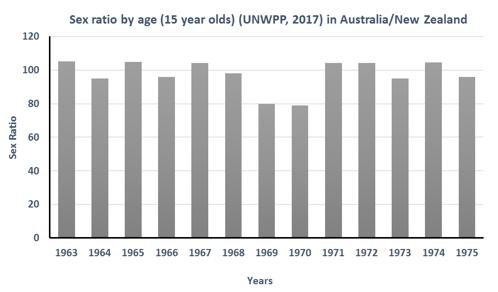 Sex ratio by age (15 year olds) (UNWPP, 2017) in Australia/New Zealand
120
100
80
60
40
20
0
Sex Ratio
1963 1964 1965 1966 1967 1968 1969 1970 1971 1972 1973 1974 1975
Years